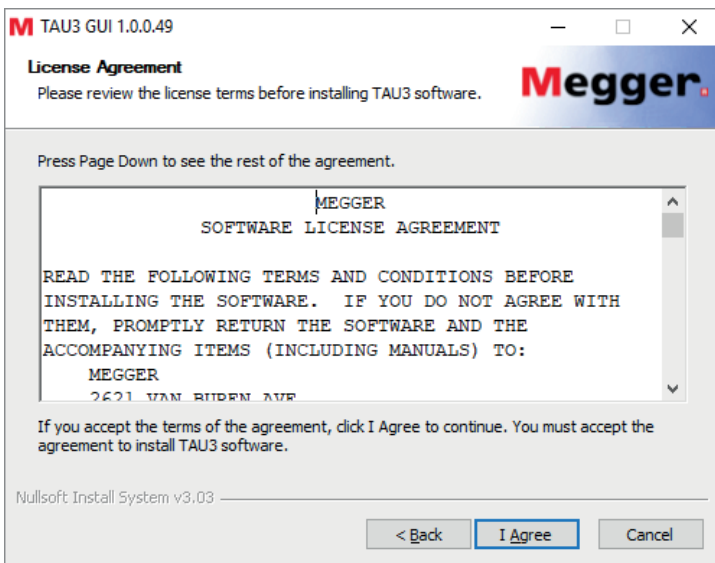 TAU3 GUI 1.0.0.49
License Agreement
Please review the license terms before installing TAU3 software.
Megger.
Press Page Down to see the rest of the agreement.
MEGGER
SOFTWARE LICENSE AGREEMENT
READ THE FOLLOWING TERMS AND CONDITIONS BEFORE
INSTALLING THE SOFTWARE.  IF YOU DO NOT AGREE WITH
THEM, PROMPTLY RETURN THE SOFTWARE AND THE
ACCOMPANYING ITEMS (INCLUDING MANUALS) TO:
MEGGER
2621 VAN BUREN AVE
If you accept the terms of the agreement, click I Agree to continue. You must accept the
agreement to install TAU3 software.
Nullsoft Install System v3.03
< Back
I Agree
Cancel